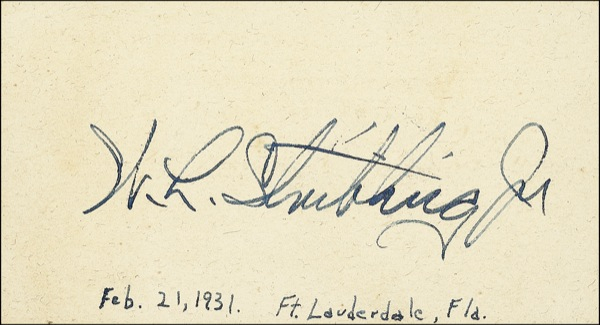 W. L. Stribling Jr
Feb. 21, 1931. Ft. Lauderdale, Fla.